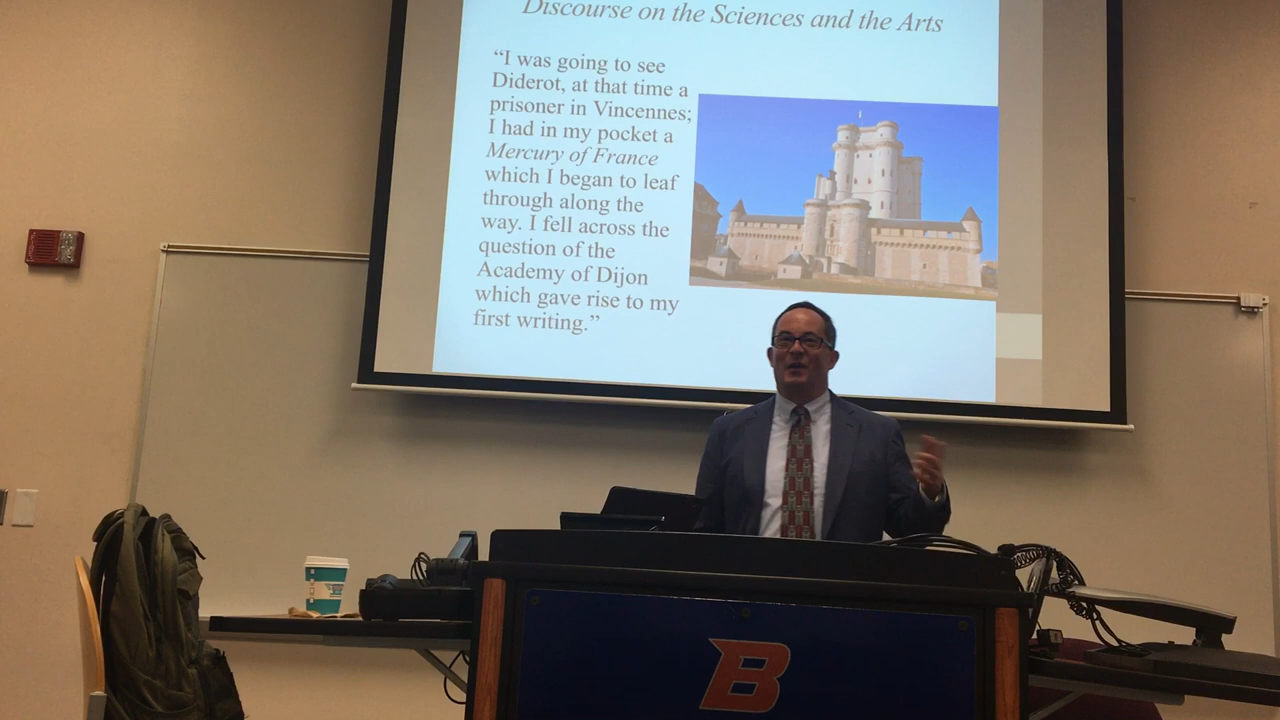 Discourse on the Sciences and the Arts
“I was going to see
Diderot, at that time a
prisoner in Vincennes;
I had in my pocket a
Mercury of France
which I began to leaf
through along the
way. I fell across the
question of the
Academy of Dijon
which gave rise to my
first writing.”
B